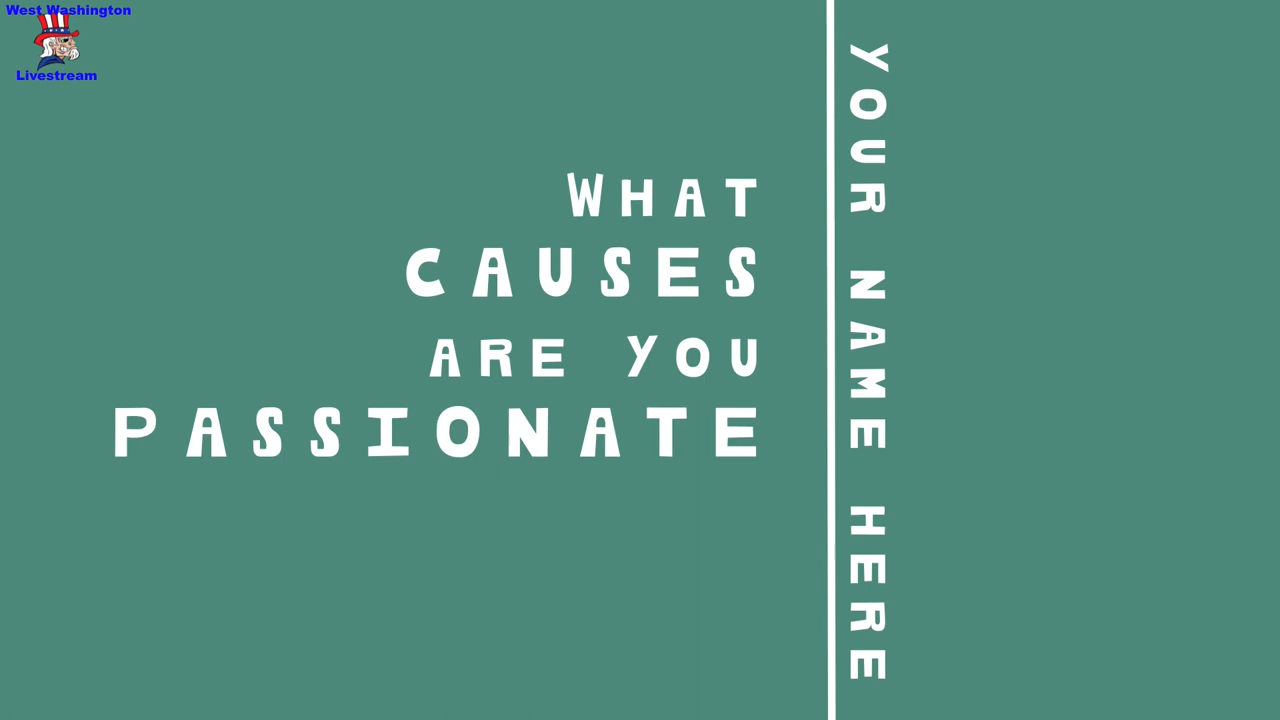 West Washington
Livestream
WHAT
CAUSES
ARE YOU
PASSIONATE
YOUR NAME HERE